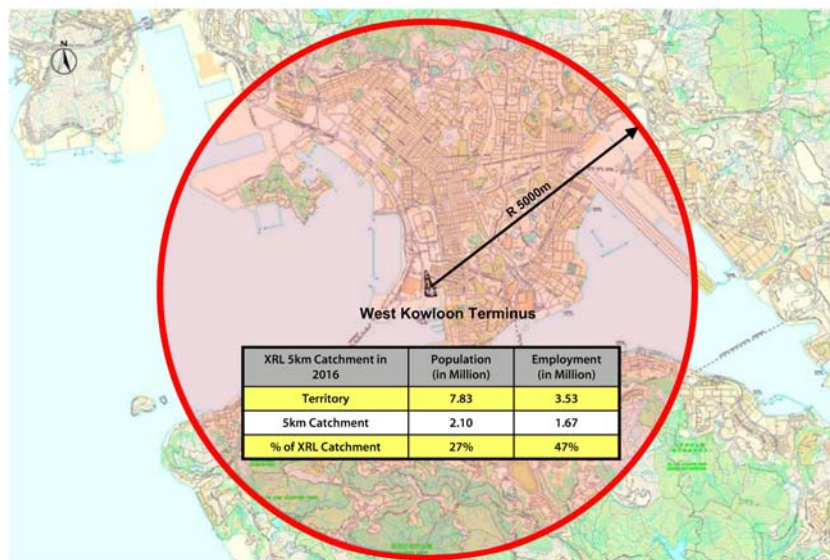 N
R 5000m
West Kowloon Terminus
XRL 5km Catchment in 2016 Population (in Million) Employment (in Million)
Territory 7.83 3.53
5km Catchment 2.10 1.67
% of XRL Catchment 27% 47%